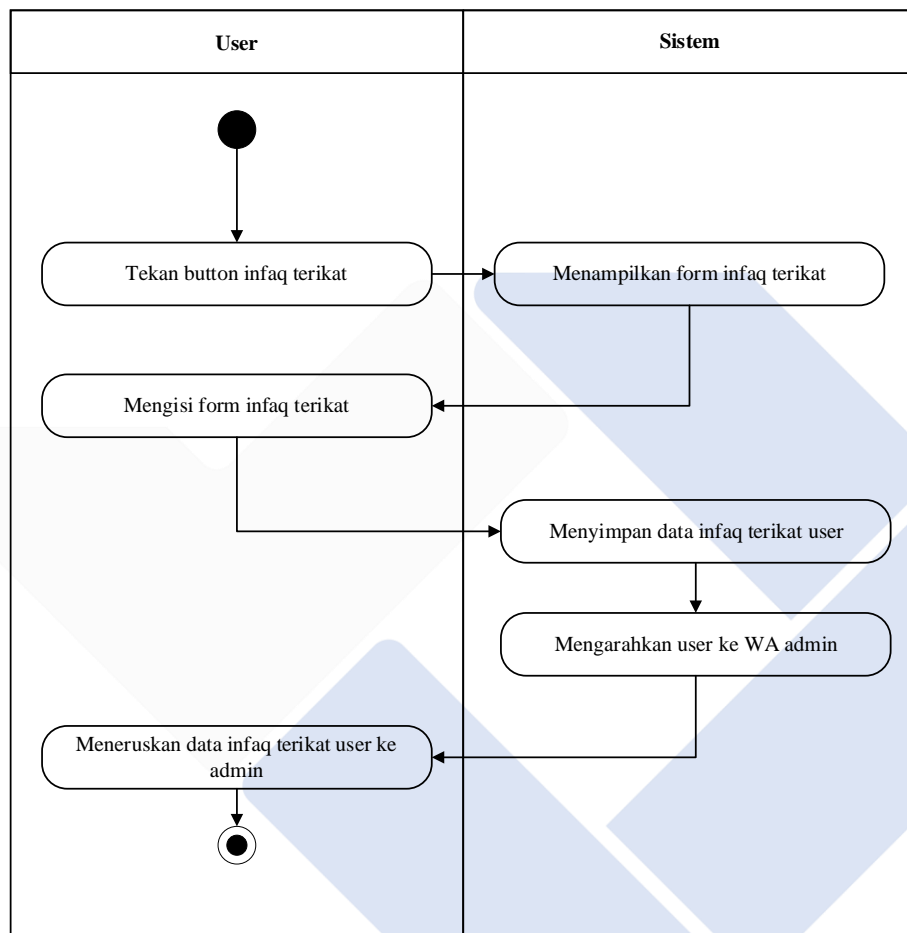 User
Sistem
Tekan button infaq terikat
Menampilkan form infaq terikat
Mengisi form infaq terikat
Menyimpan data infaq terikat user
Mengarahkan user ke WA admin
Meneruskan data infaq terikat user ke
admin